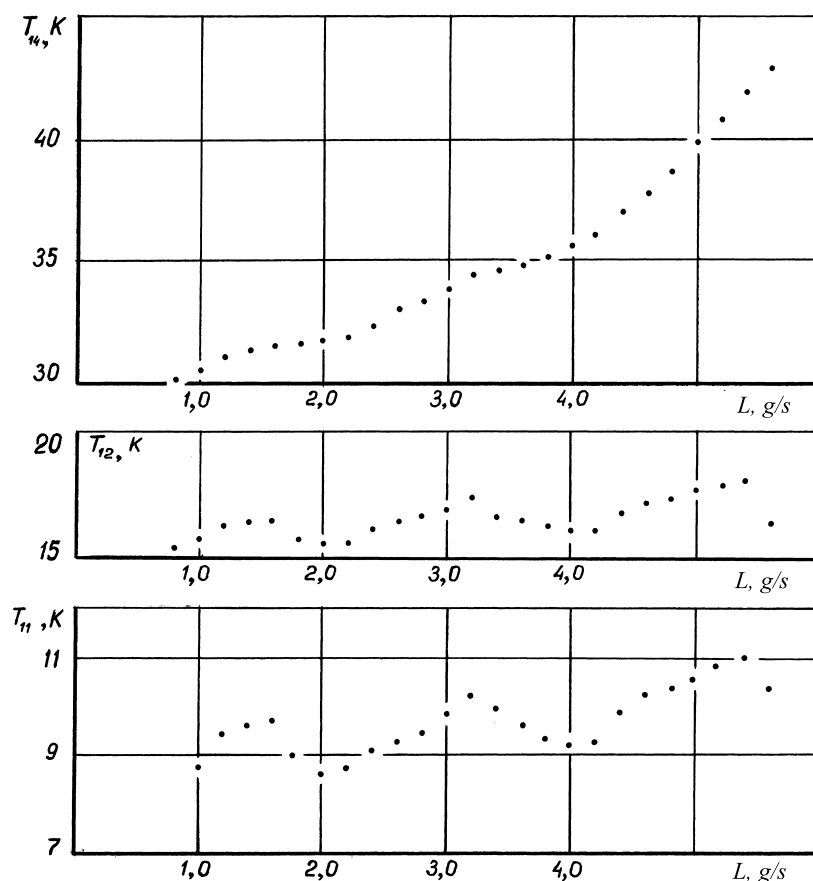 T₁₄, K
40
35
30
1,0 2,0 3,0 4,0 L, g/s
20 T₁₂, K
15
1,0 2,0 3,0 4,0 L, g/s
T₁₁, K
11
9
7
1,0 2,0 3,0 4,0 L, g/s